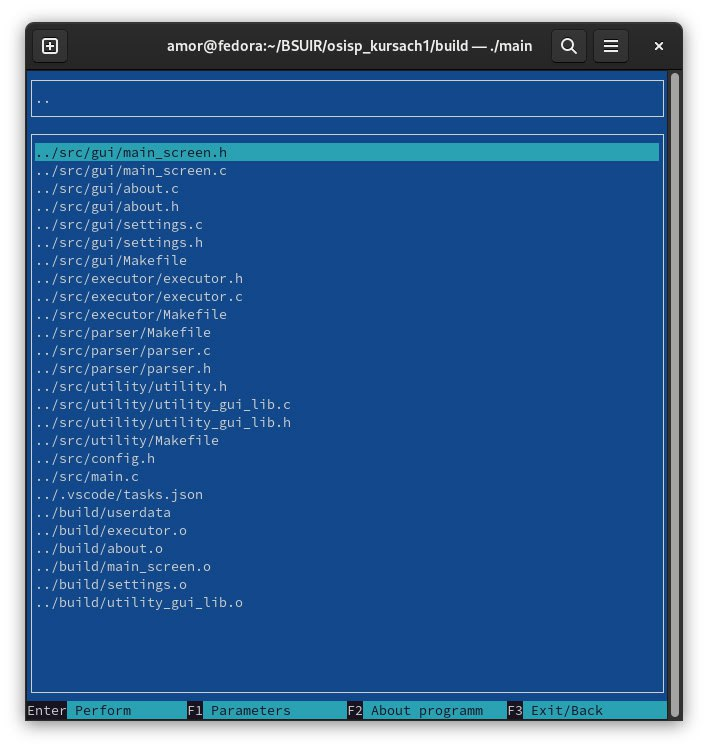 amor@fedora:~/BSUIR/osisp_kursach1/build — ./main
..
../src/gui/main_screen.h
../src/gui/main_screen.c
../src/gui/about.c
../src/gui/about.h
../src/gui/settings.c
../src/gui/settings.h
../src/gui/Makefile
../src/executor/executor.h
../src/executor/executor.c
../src/executor/Makefile
../src/parser/Makefile
../src/parser/parser.c
../src/parser/parser.h
../src/utility/utility.h
../src/utility/utility_gui_lib.c
../src/utility/utility_gui_lib.h
../src/utility/Makefile
../src/config.h
../src/main.c
../.vscode/tasks.json
../build/userdata
../build/executor.o
../build/about.o
../build/main_screen.o
../build/settings.o
../build/utility_gui_lib.o
Enter Perform F1 Parameters F2 About programm F3 Exit/Back